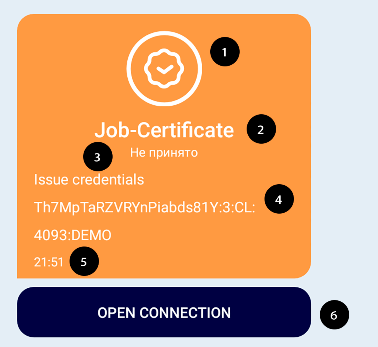 1
Job-Certificate 2
3 Не принято
Issue credentials
Th7MpTaRZVRYnPiabds81Y:3:CL: 4
4093:DEMO
21:51 5
OPEN CONNECTION 6